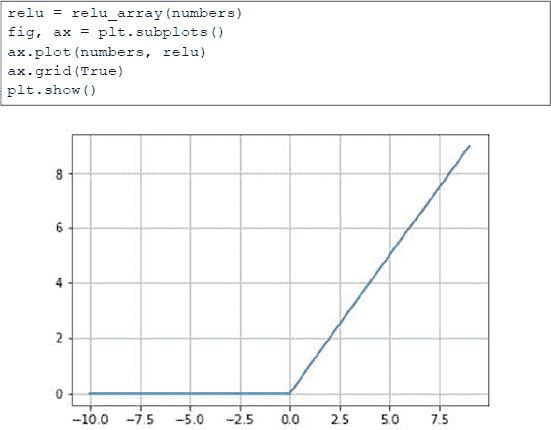 relu = relu_array(numbers)
fig, ax = plt.subplots()
ax.plot(numbers, relu)
ax.grid(True)
plt.show()
8
6
4
2
0
−10.0 −7.5 −5.0 −2.5 0.0 2.5 5.0 7.5